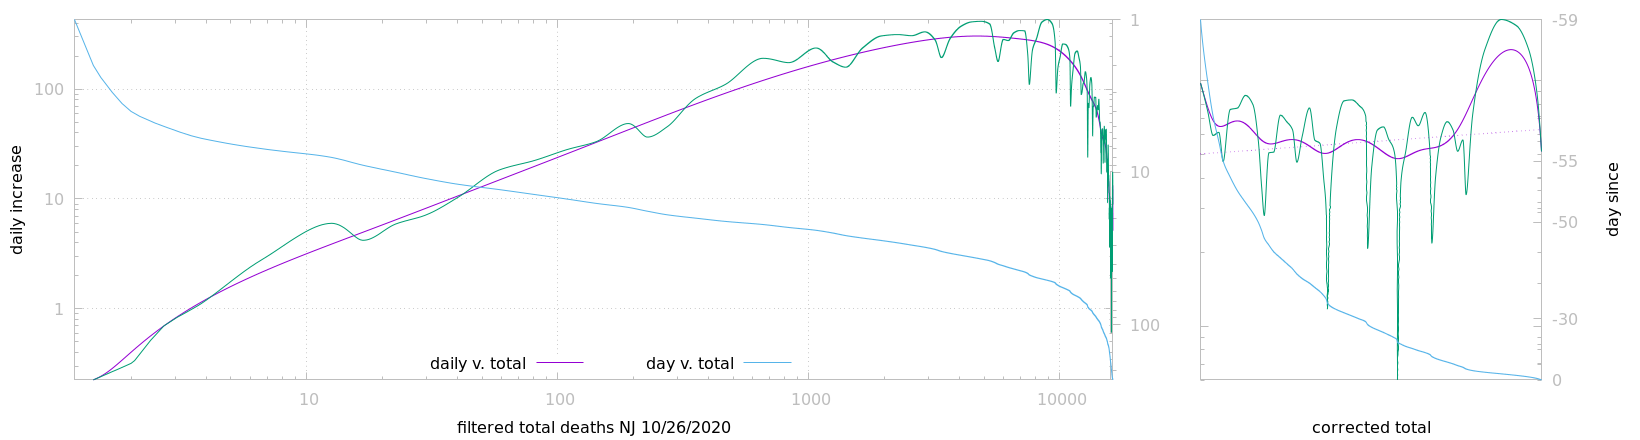 daily increase
100
10
1
daily v. total
day v. total
10
100
1000
10000
filtered total deaths NJ 10/26/2020
1
10
100
-59
-55
-50
-30
0
day since
corrected total